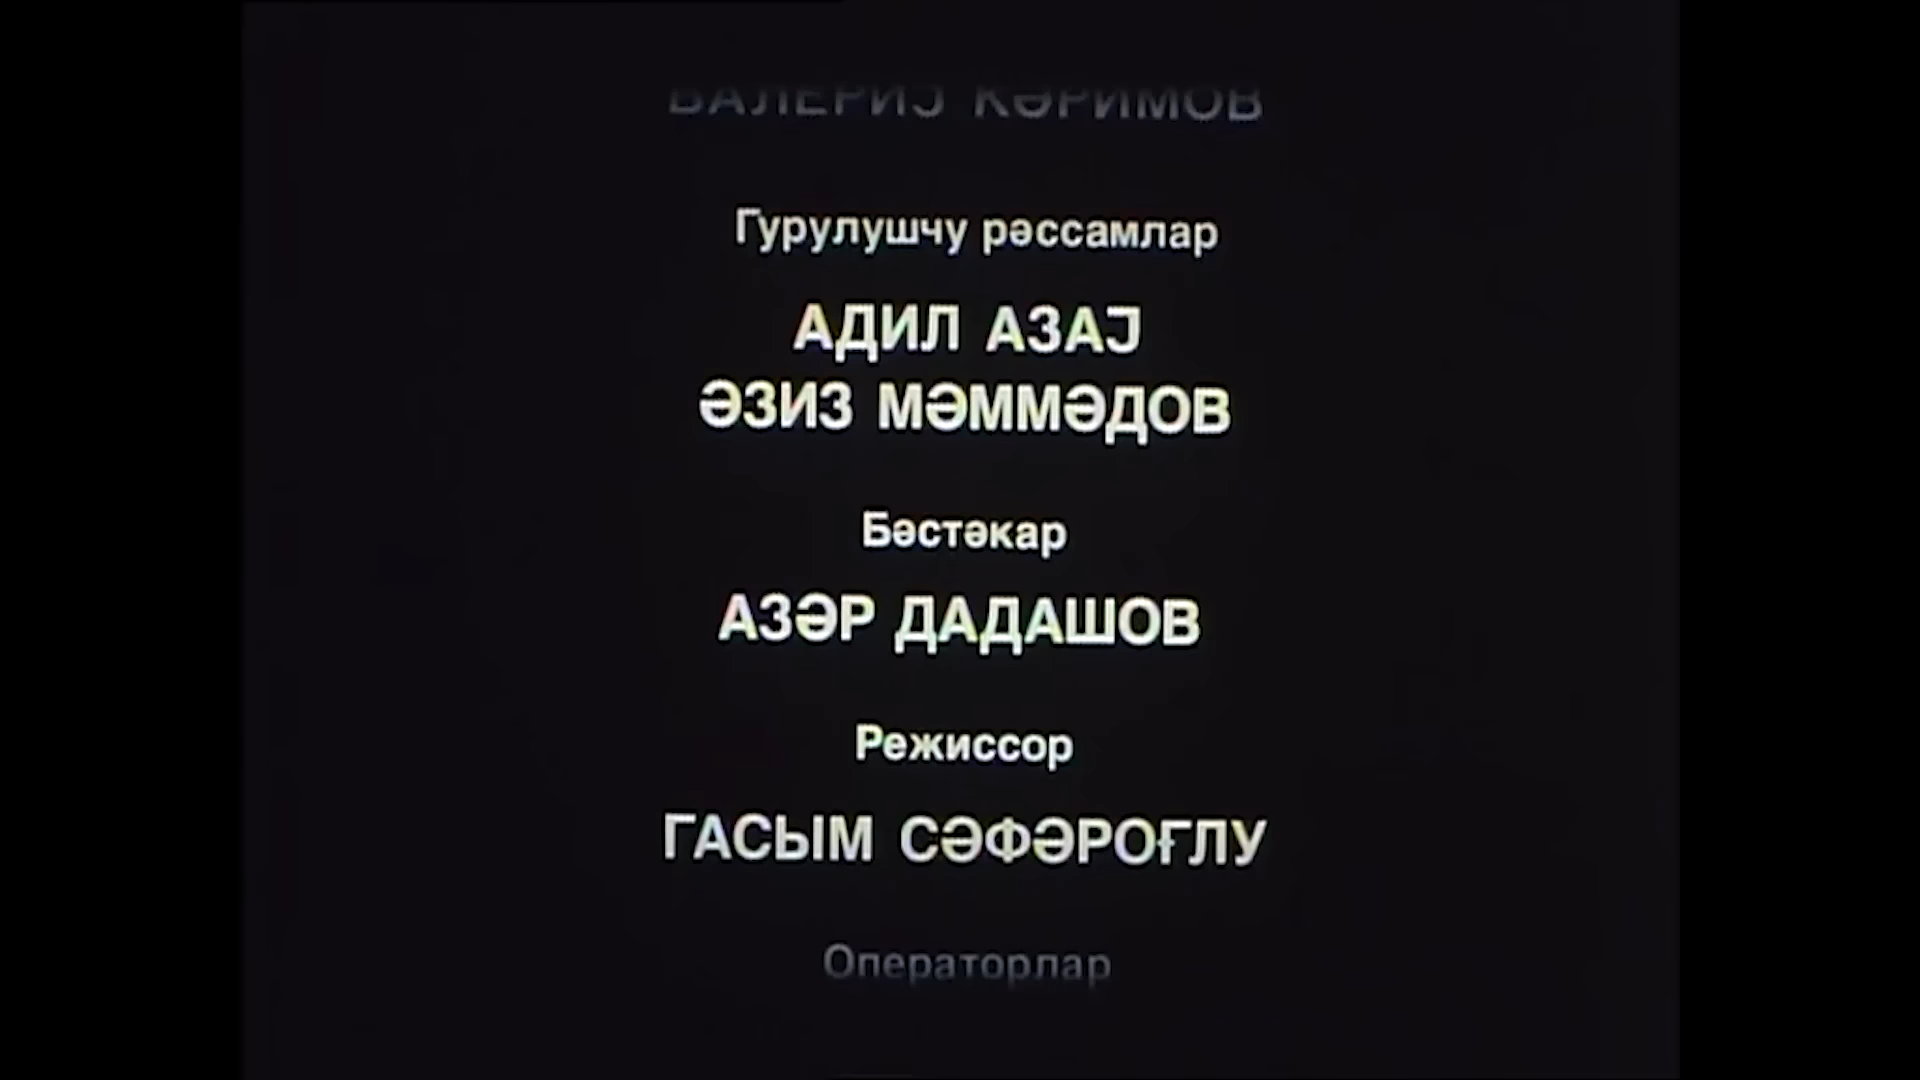 ВАЛЕРИЈ КӘРИМОВ
Гурулушчу рәссамлар
АДИЛ АЗАЈ
ӘЗИЗ МӘММӘДОВ
Бәстәкар
АЗӘР ДАДАШОВ
Режиссор
ГАСЫМ СӘФӘРОҒЛУ
Операторлар